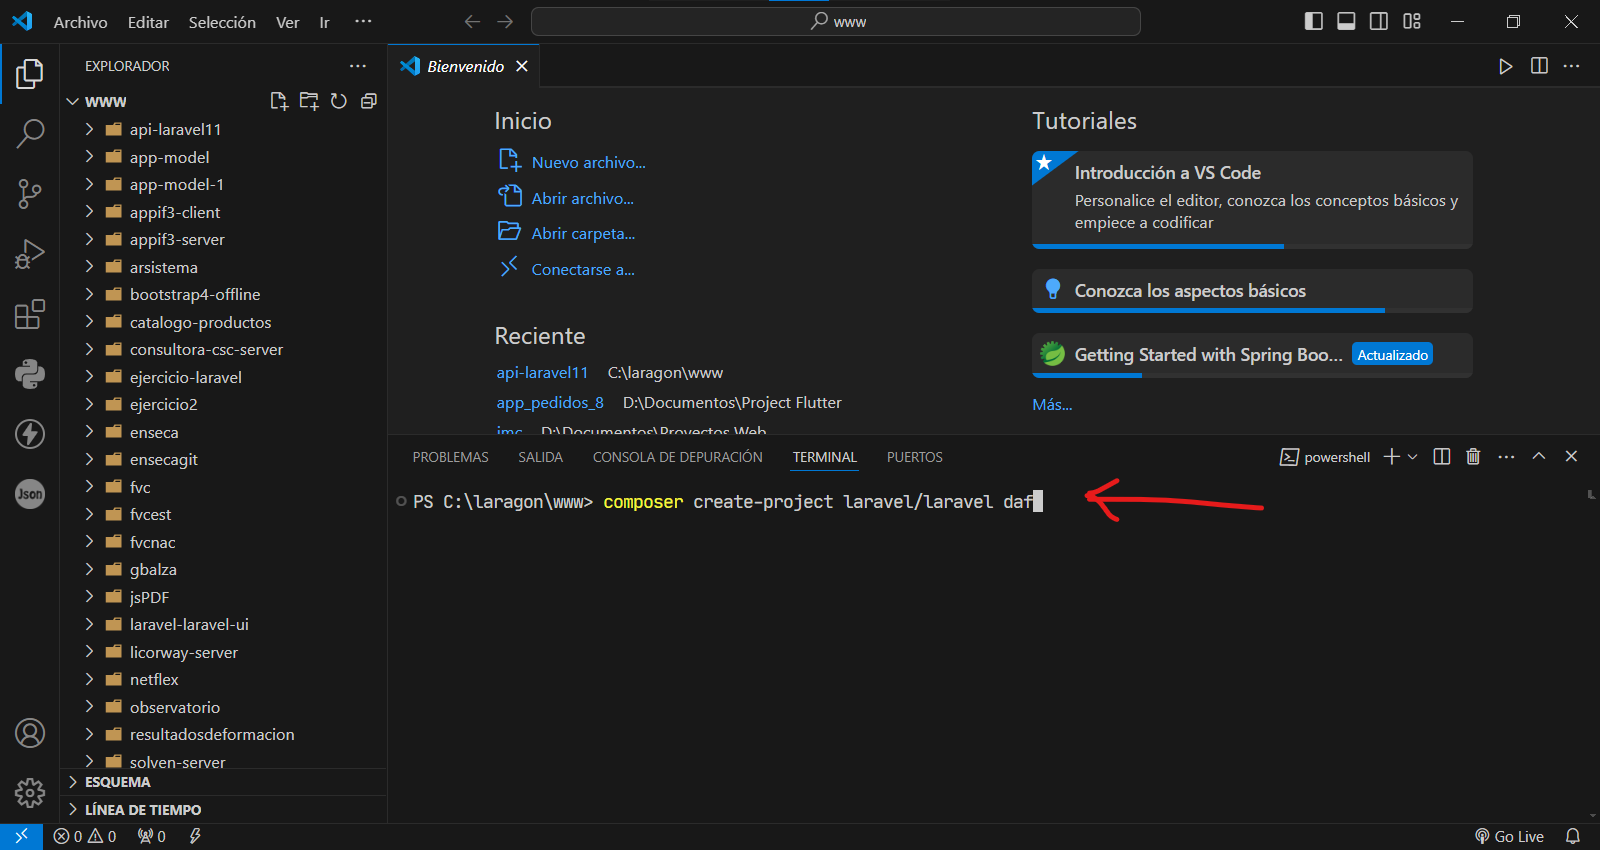 Archivo Editar Selección Ver Ir ···
www
EXPLORADOR ···
WWW
api-laravel11
app-model
app-model-1
appif3-client
appif3-server
arsistema
bootstrap4-offline
catalogo-productos
consultora-csc-server
ejercicio-laravel
ejercicio2
enseca
ensecagit
fvc
fvcest
fvcnac
gbalza
jsPDF
laravel-laravel-ui
licorway-server
netflex
observatorio
resultadosdeformacion
solven-server
ESQUEMA
LÍNEA DE TIEMPO
Json
Bienvenido
Inicio
Nuevo archivo...
Abrir archivo...
Abrir carpeta...
Conectarse a...
Reciente
api-laravel11 C:\laragon\www
app_pedidos_8 D:\Documentos\Project Flutter
imc D:\Documentos\Proyectos Web
Tutoriales
Introducción a VS Code
Personalice el editor, conozca los conceptos básicos y
empiece a codificar
Conozca los aspectos básicos
Getting Started with Spring Boo... Actualizado
Más...
PROBLEMAS SALIDA CONSOLA DE DEPURACIÓN TERMINAL PUERTOS
powershell
PS C:\laragon\www> composer create-project laravel/laravel daf
0 0 0
Go Live